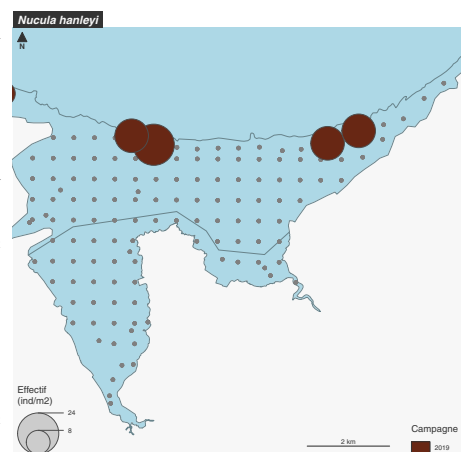 Nucula hanleyi
N
Effectif
(ind/m2)
24
8
2 km
Campagne
2019